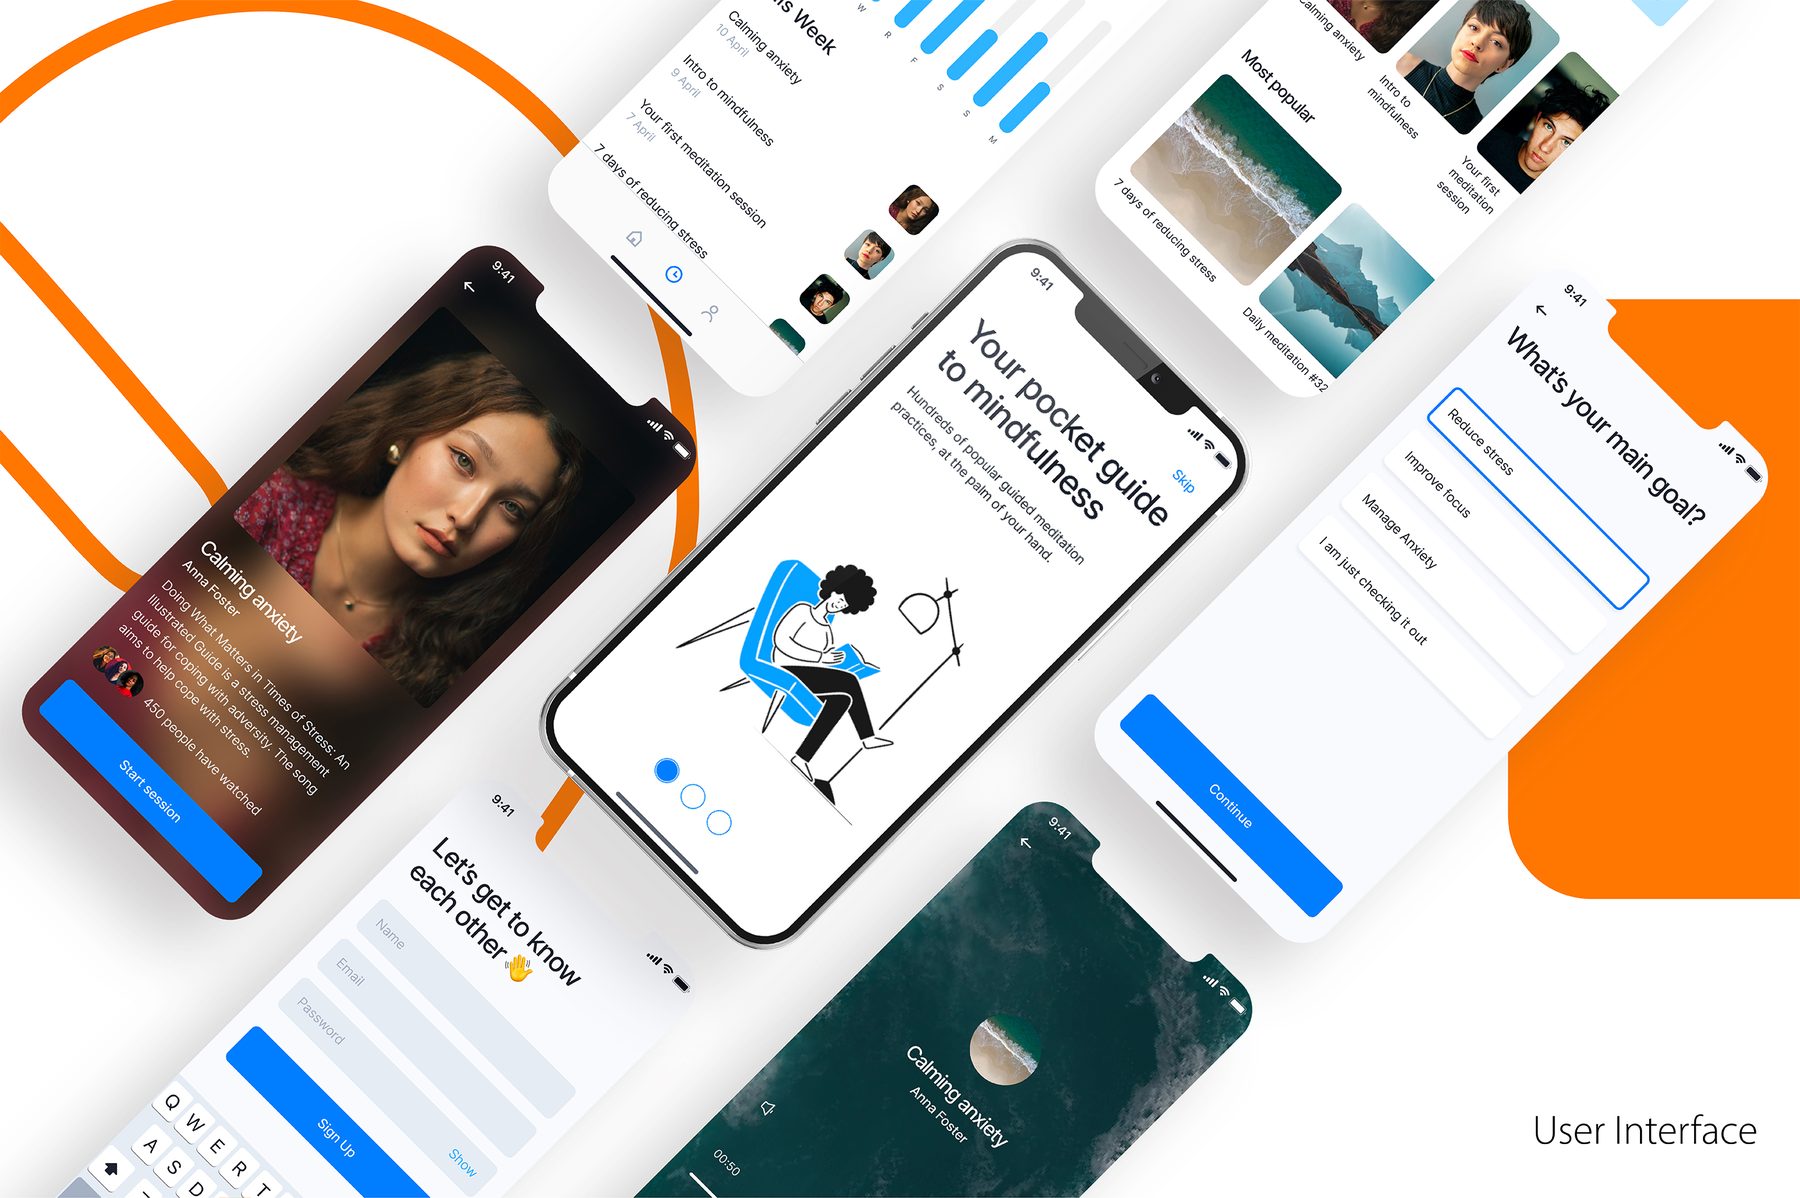 This Week
Calming anxiety
10 April
Intro to mindfulness
9 April
Your first meditation session
7 April
7 days of reducing stress
W
R
F
S
S
M
Calming anxiety
Intro to
mindfulness
Your first
meditation
session
Most popular
7 days of reducing stress
Daily meditation #32
9:41
Calming anxiety
Anna Foster
Doing What Matters in Times of Stress: An
Illustrated Guide is a stress management
guide for coping with adversity. The song
aims to help cope with stress.
450 people have watched
Start session
9:41
Your pocket guide
to mindfulness
Hundreds of popular guided meditation
practices, at the palm of your hand.
Skip
9:41
What's your main goal?
Reduce stress
Improve focus
Manage Anxiety
I am just checking it out
Continue
9:41
Let's get to know
each other 👋
Name
Email
Password
Show
Sign Up
Q W E R T
A S D
9:41
Calming anxiety
Anna Foster
00:50
User Interface